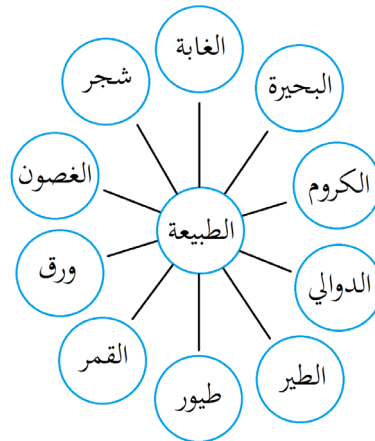 الغابة
البحيرة
شجر
الكروم
الغصون
الطبيعة
الدوالي
ورق
الطير
القمر
طيور